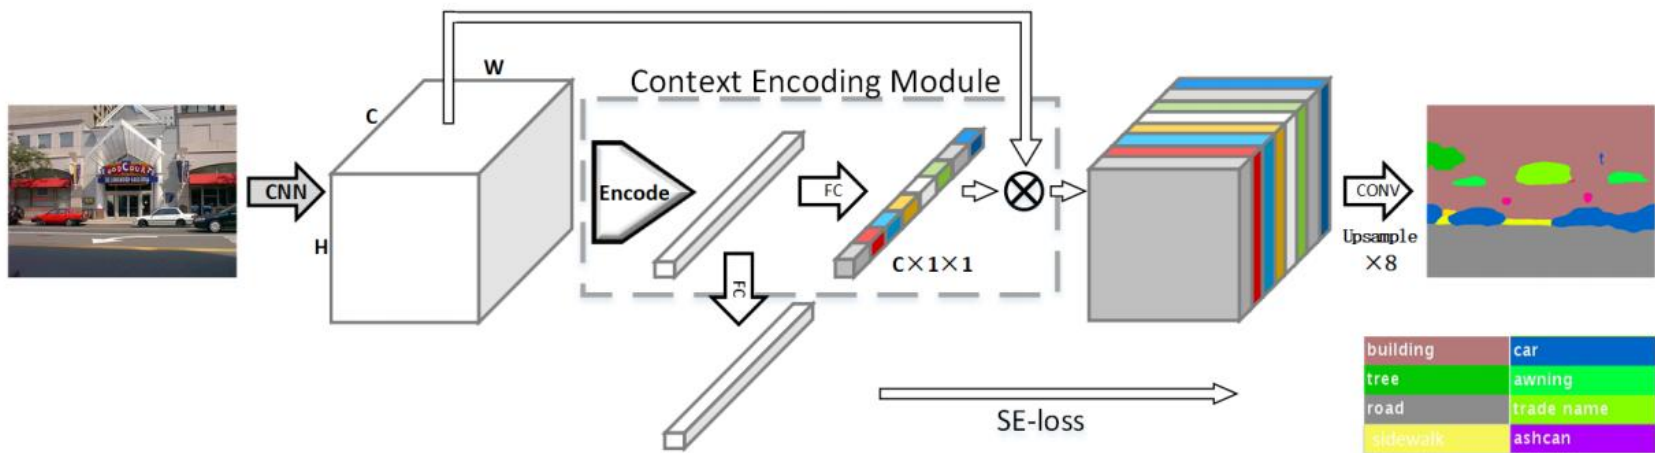 W
Context Encoding Module
C
CNN
H
Encode
FC
C×1×1
FC
CONV
Upsample
×8
t
SE-loss
building
car
tree
awning
road
trade name
sidewalk
ashcan